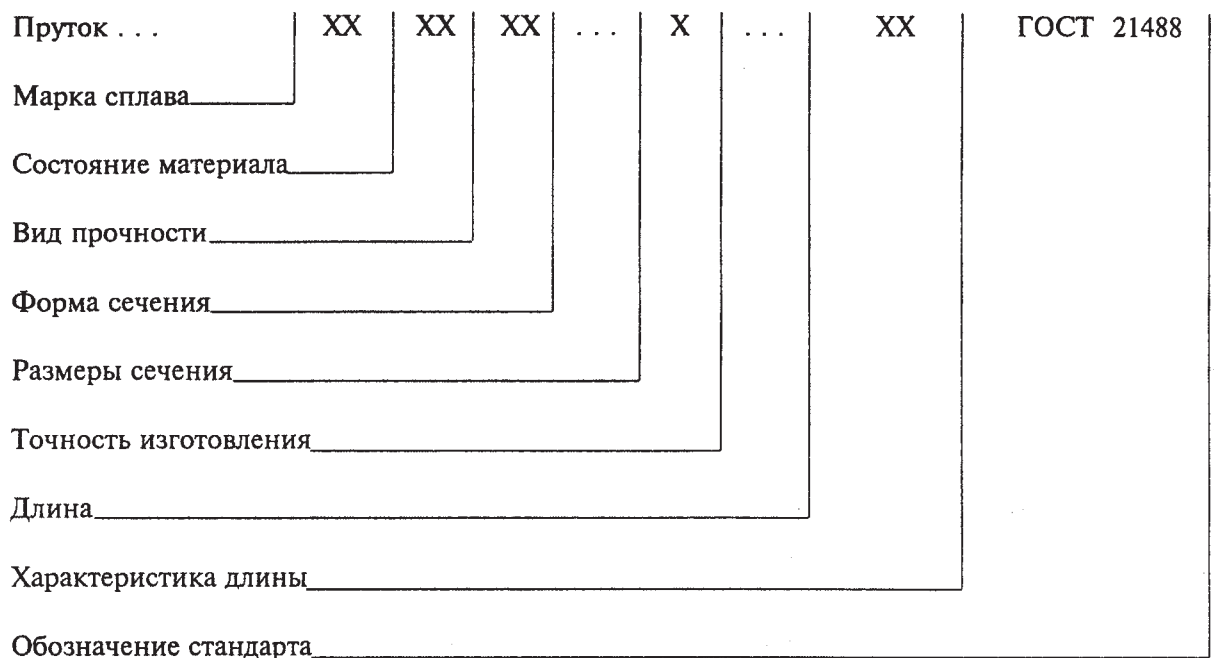 Пруток . . . XX XX XX . . . X . . . XX ГОСТ 21488
Марка сплава
Состояние материала
Вид прочности
Форма сечения
Размеры сечения
Точность изготовления
Длина
Характеристика длины
Обозначение стандарта